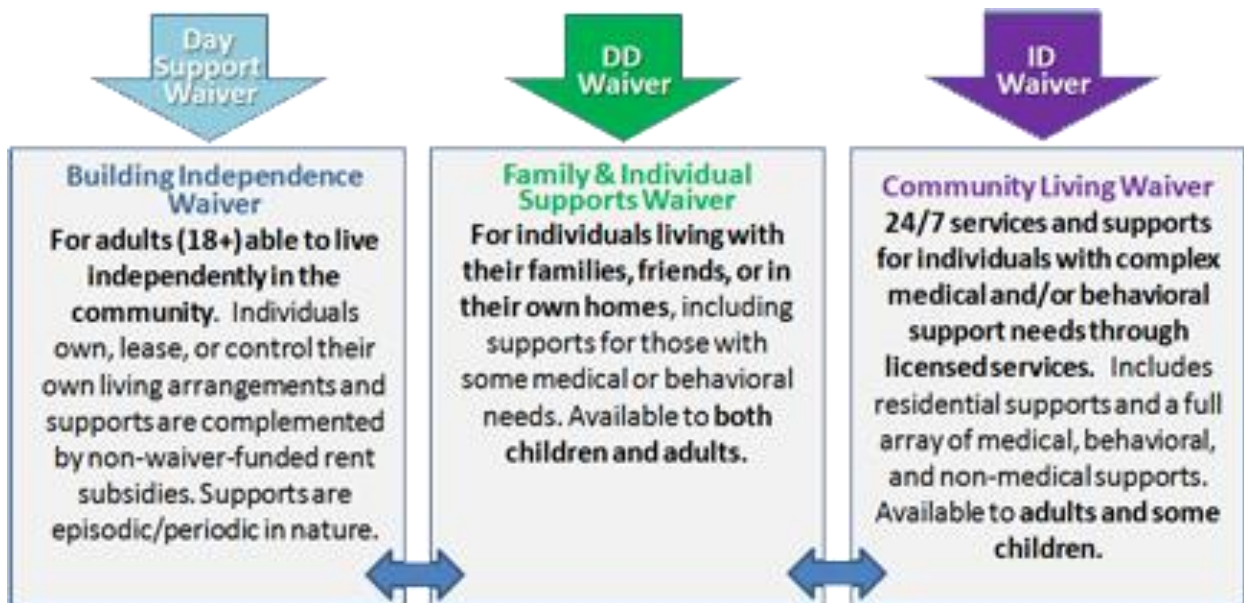 Day
Support
Waiver
DD
Waiver
ID
Waiver
Building Independence
Waiver
For adults (18+) able to live
independently in the
community. Individuals
own, lease, or control their
own living arrangements and
supports are complemented
by non-waiver-funded rent
subsidies. Supports are
episodic/periodic in nature.
Family & Individual
Supports Waiver
For individuals living with
their families, friends, or in
their own homes, including
supports for those with
some medical or behavioral
needs. Available to both
children and adults.
Community Living Waiver
24/7 services and supports
for individuals with complex
medical and/or behavioral
support needs through
licensed services. Includes
residential supports and a full
array of medical, behavioral,
and non-medical supports.
Available to adults and some
children.